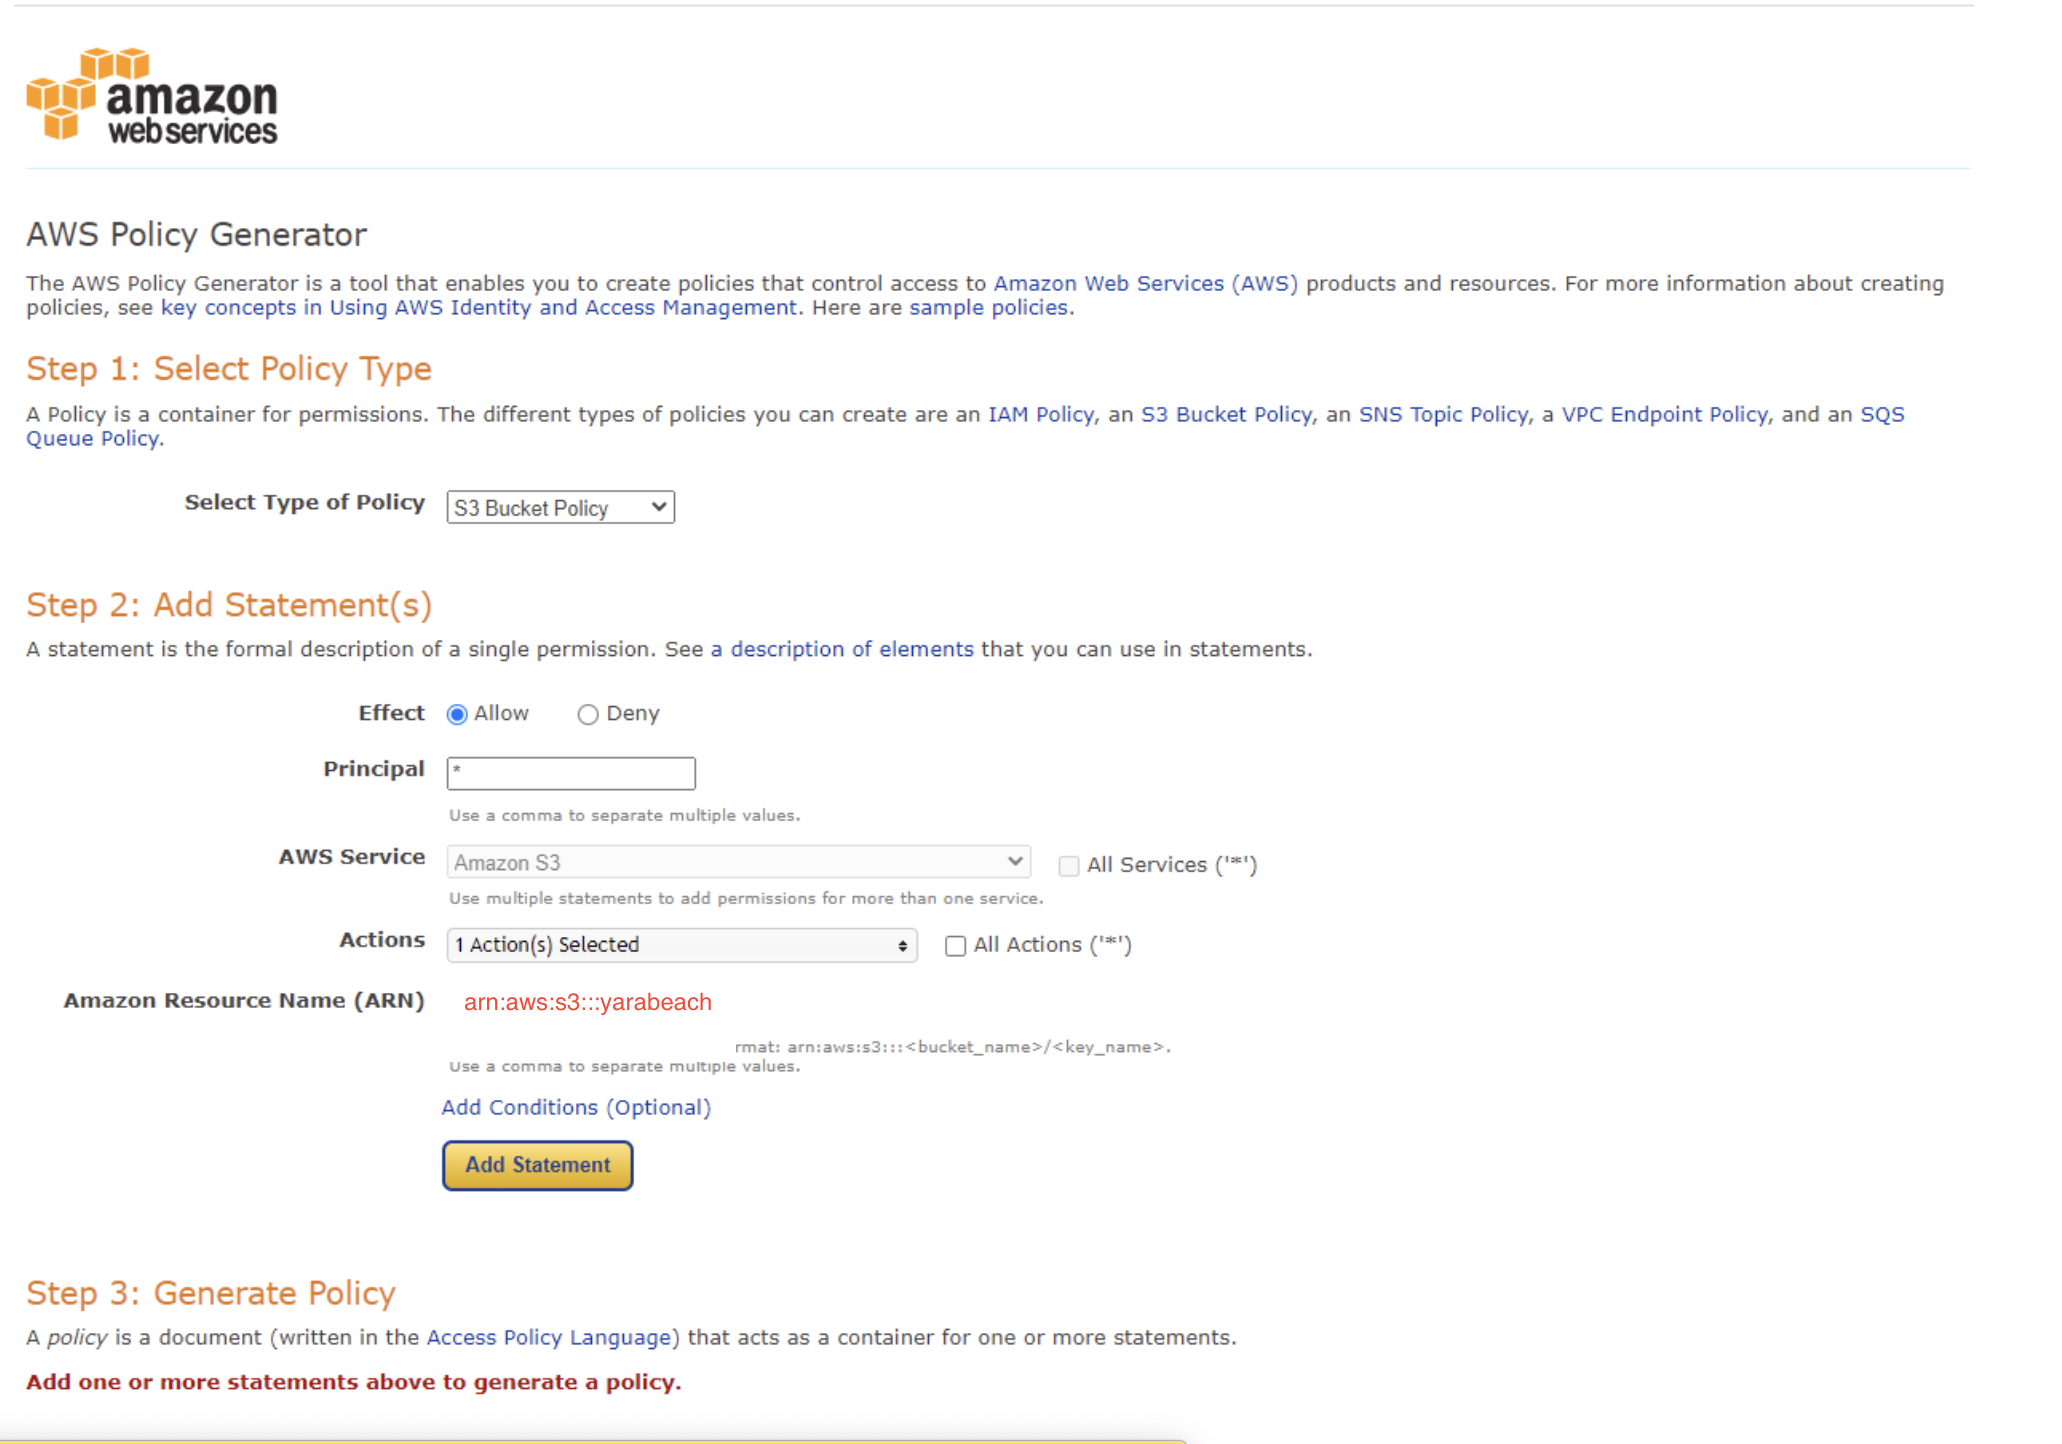 amazon
webservices
AWS Policy Generator
The AWS Policy Generator is a tool that enables you to create policies that control access to Amazon Web Services (AWS) products and resources. For more information about creating
policies, see key concepts in Using AWS Identity and Access Management. Here are sample policies.
Step 1: Select Policy Type
A Policy is a container for permissions. The different types of policies you can create are an IAM Policy, an S3 Bucket Policy, an SNS Topic Policy, a VPC Endpoint Policy, and an SQS
Queue Policy.
Select Type of Policy S3 Bucket Policy
Step 2: Add Statement(s)
A statement is the formal description of a single permission. See a description of elements that you can use in statements.
Effect Allow Deny
Principal *
Use a comma to separate multiple values.
AWS Service Amazon S3 All Services ('*')
Use multiple statements to add permissions for more than one service.
Actions 1 Action(s) Selected All Actions ('*')
Amazon Resource Name (ARN) arn:aws:s3:::yarabeach
rmat: arn:aws:s3:::<bucket_name>/<key_name>.
Use a comma to separate multiple values.
Add Conditions (Optional)
Add Statement
Step 3: Generate Policy
A policy is a document (written in the Access Policy Language) that acts as a container for one or more statements.
Add one or more statements above to generate a policy.